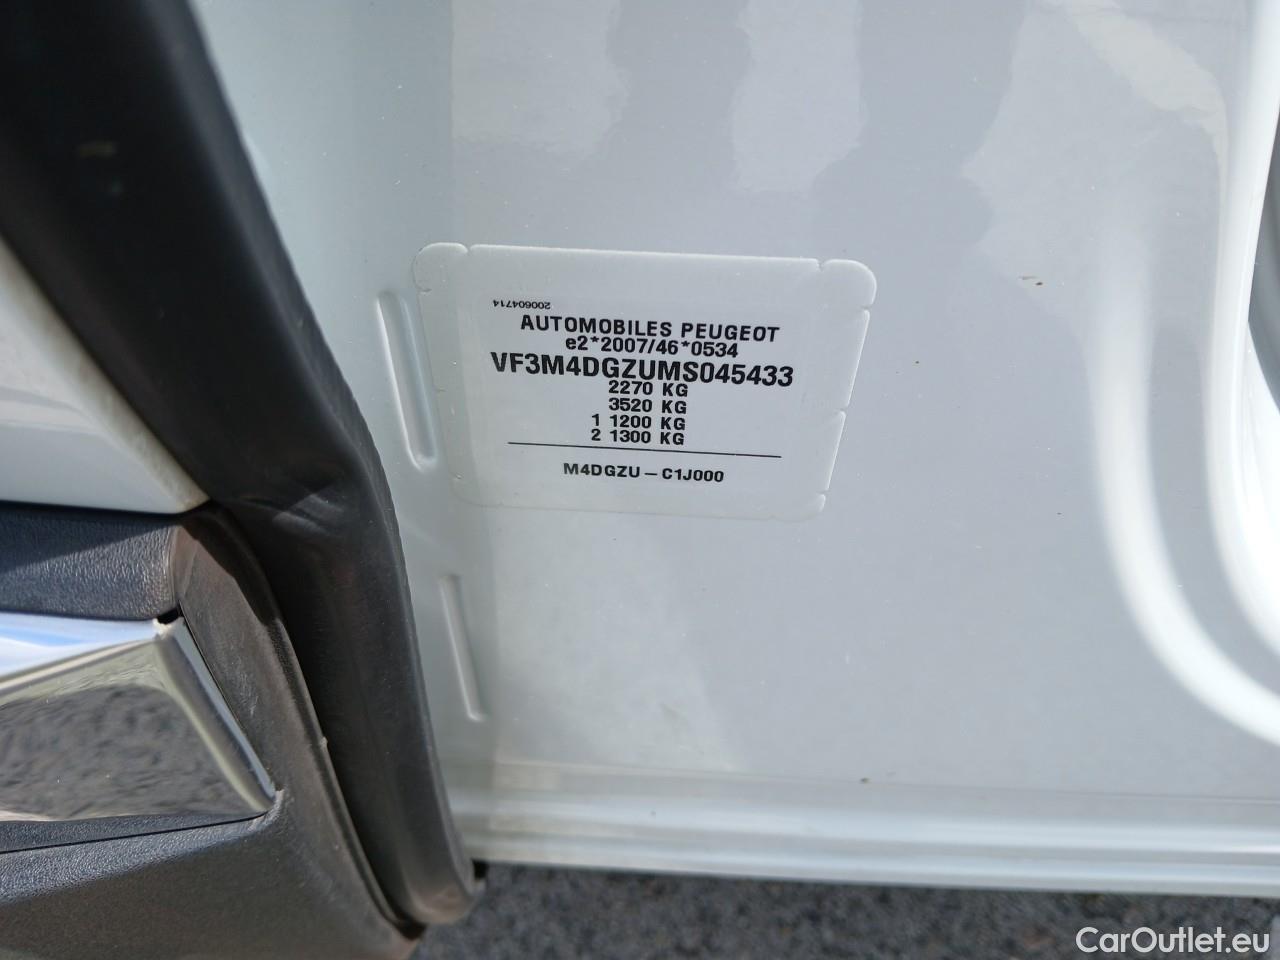 200604714
AUTOMOBILES PEUGEOT
e2*2007/46*0534
VF3M4DGZUMS045433
2270 KG
3520 KG
1 1200 KG
2 1300 KG
M4DGZU – C1J000
CarOutlet.eu